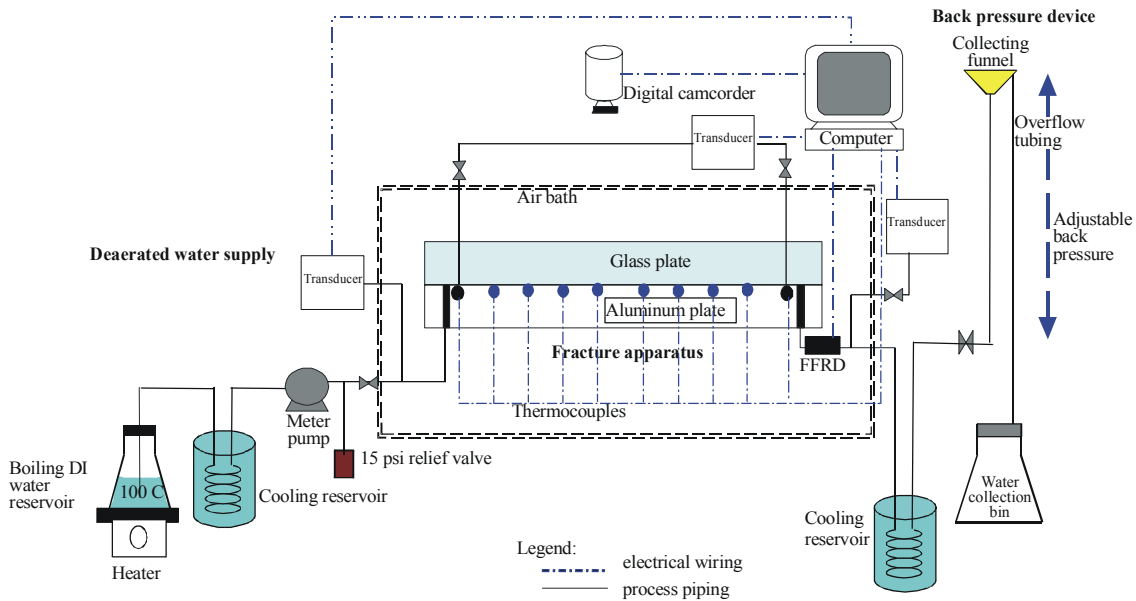 Back pressure device
Collecting
funnel
Digital camcorder
Computer
Transducer
Overflow
tubing
Air bath
Transducer
Adjustable
back
pressure
Deaerated water supply
Transducer
Glass plate
Aluminum plate
Fracture apparatus
FFRD
Thermocouples
Meter
pump
15 psi relief valve
Boiling DI
water
reservoir
100 C
Cooling reservoir
Heater
Water
collection
bin
Cooling
reservoir
Legend:
electrical wiring
process piping